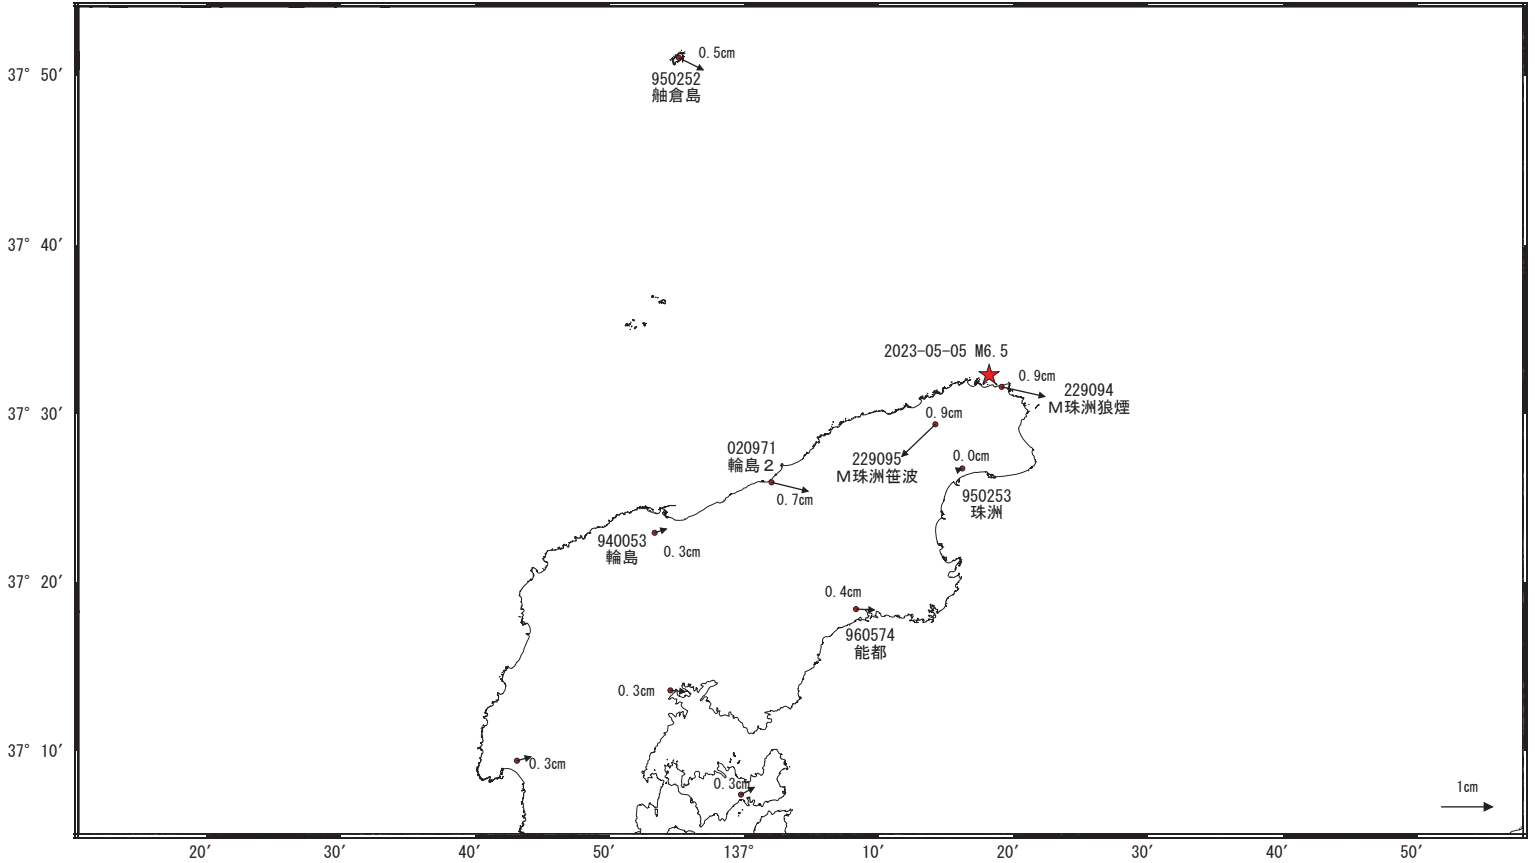 0.5cm
37° 50′
950252
舳倉島
37° 40′
2023-05-05 M6.5
0.9cm
229094
M珠洲狼煙
37° 30′
0.9cm
020971
輪島２
229095
M珠洲笹波
0.0cm
0.7cm
950253
珠洲
940053
輪島
0.3cm
37° 20′
0.4cm
960574
能都
0.3cm
37° 10′
0.3cm
0.3cm
1cm
20′ 30′ 40′ 50′ 137° 10′ 20′ 30′ 40′ 50′